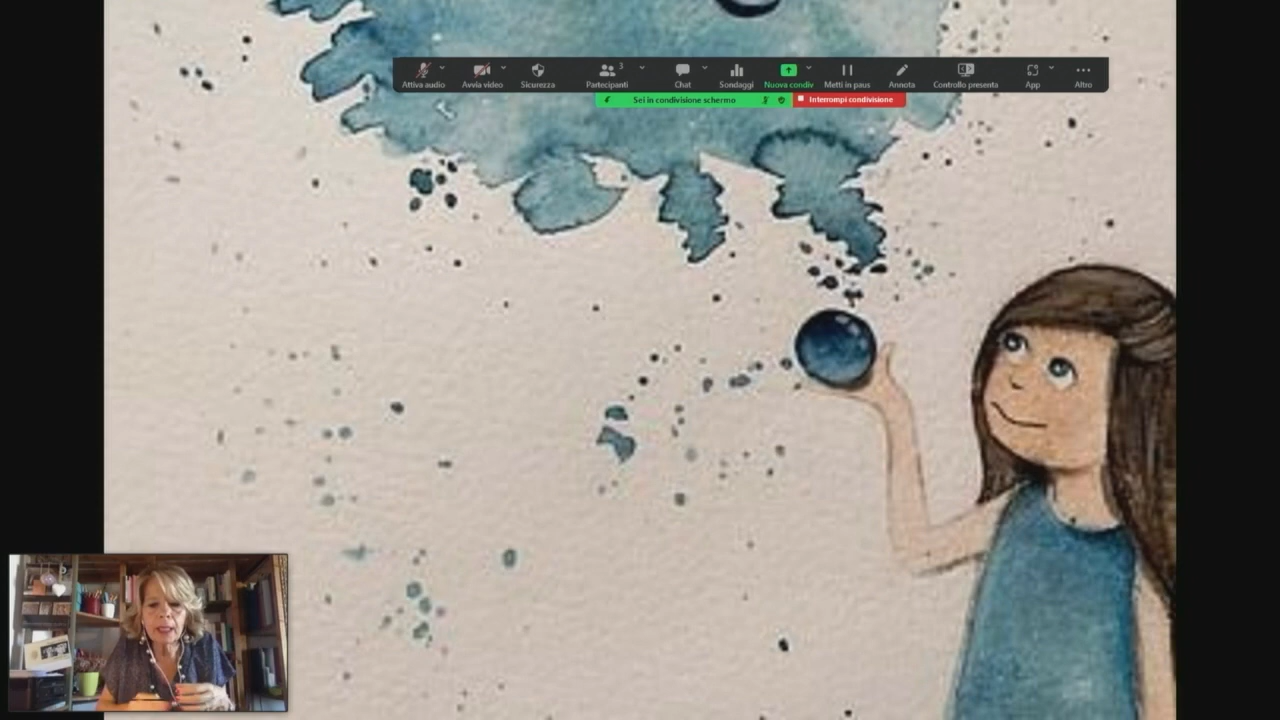 Attiva audio Avvia video Sicurezza Partecipanti 3 Chat Sondaggi Nuova condiv Metti in paus Annota Controllo presenta App Altro
Sei in condivisione schermo Interrompi condivisione